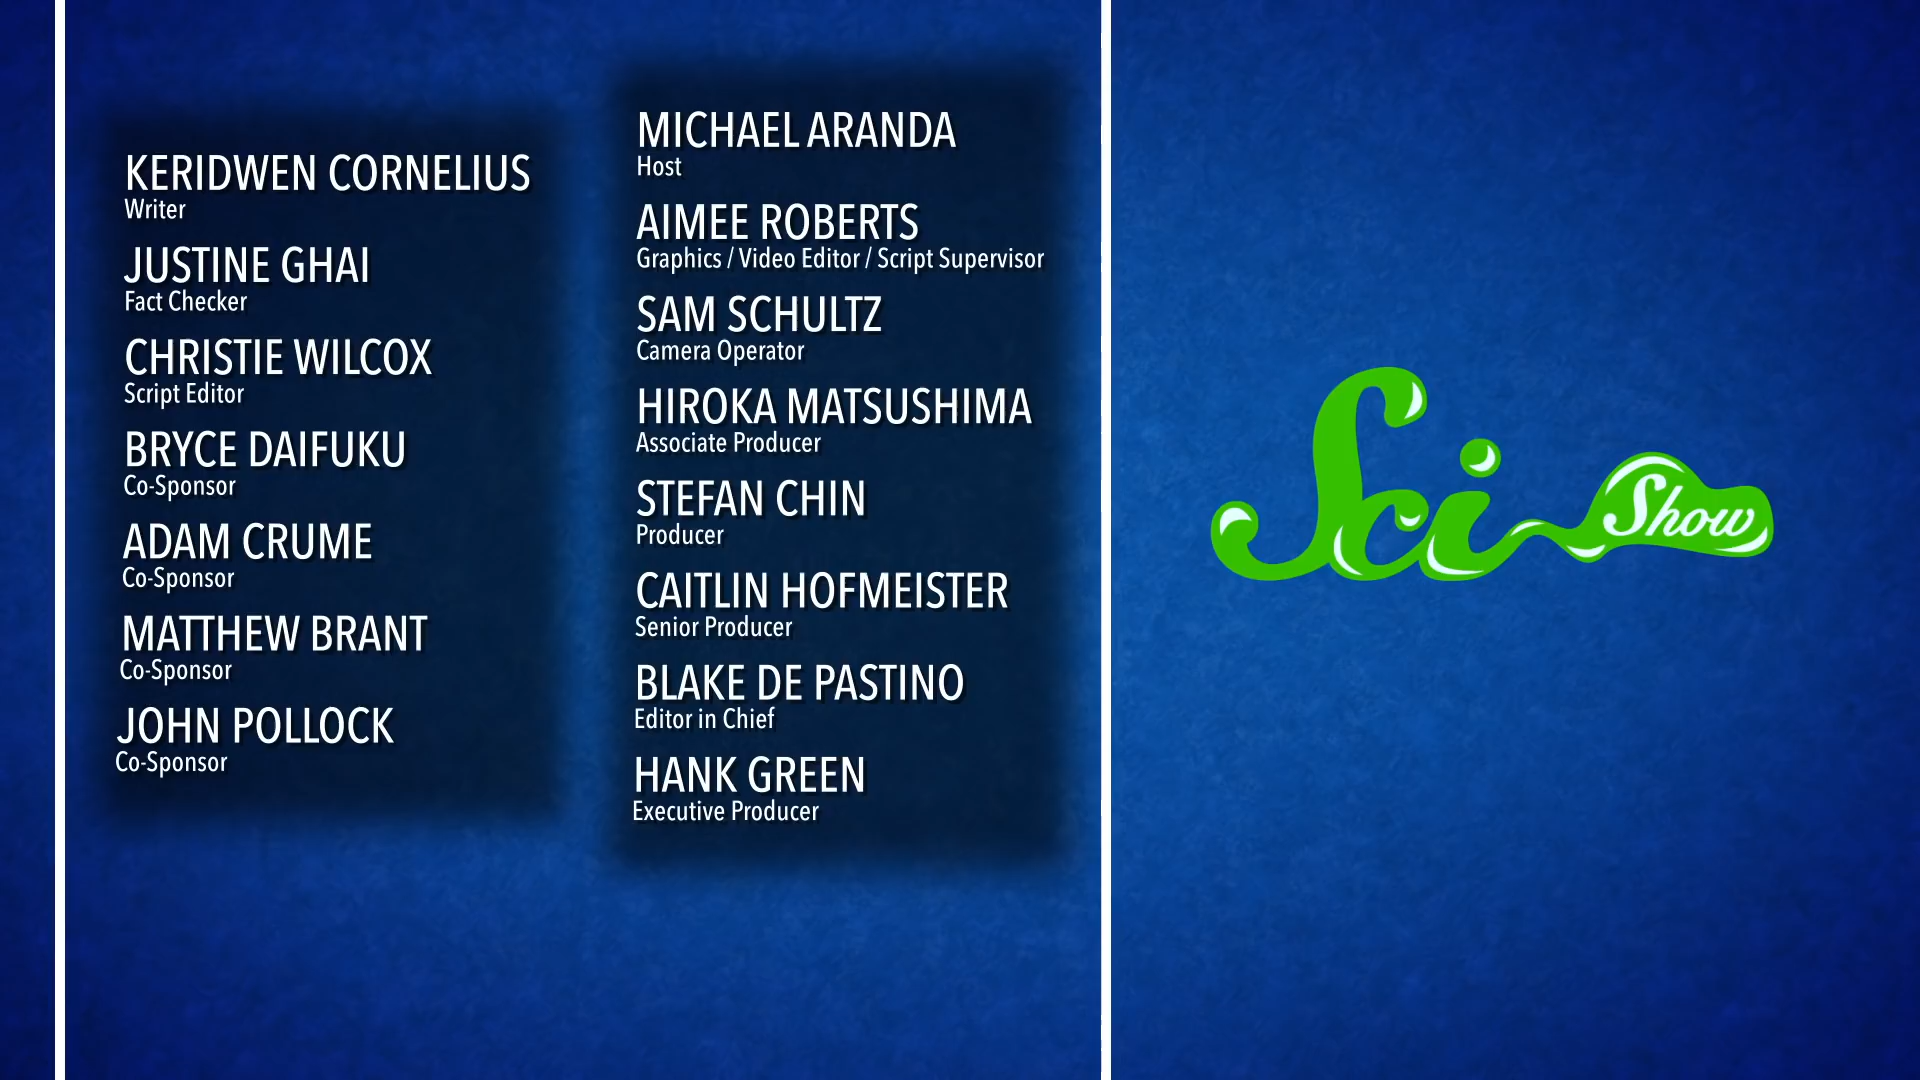 KERIDWEN CORNELIUS
Writer
JUSTINE GHAI
Fact Checker
CHRISTIE WILCOX
Script Editor
BRYCE DAIFUKU
Co-Sponsor
ADAM CRUME
Co-Sponsor
MATTHEW BRANT
Co-Sponsor
JOHN POLLOCK
Co-Sponsor
MICHAEL ARANDA
Host
AIMEE ROBERTS
Graphics / Video Editor / Script Supervisor
SAM SCHULTZ
Camera Operator
HIROKA MATSUSHIMA
Associate Producer
STEFAN CHIN
Producer
CAITLIN HOFMEISTER
Senior Producer
BLAKE DE PASTINO
Editor in Chief
HANK GREEN
Executive Producer
Sci Show